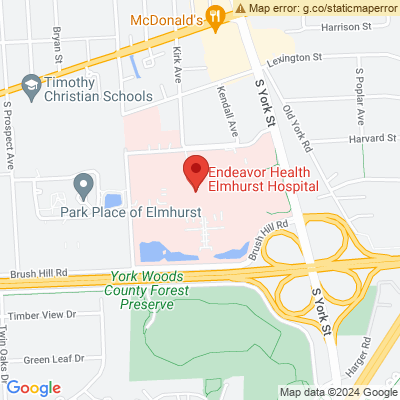 Map error: g.co/staticmaperror
McDonald's
Harrison St
Bryan St
Kirk Ave
Lexington St
S York St
Timothy
Christian Schools
Kendall Ave
Old York Rd
S Poplar Ave
S Prospect Ave
Harvard St
Endeavor Health
Elmhurst Hospital
Park Place of Elmhurst
Brush Hill Rd
Brush Hill Rd
York Woods
County Forest
Preserve
S York St
Timber View Dr
Twin Oaks Dr
Green Leaf Dr
Harger Rd
Google
Map data ©2024 Google